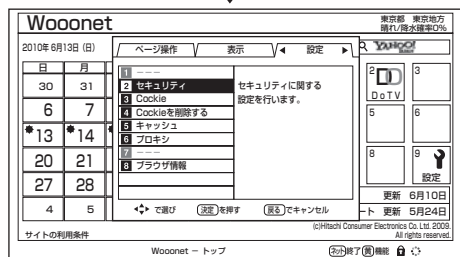 Wooonet
東京都 東京地方
晴れ/降水確率0%
2010年 6月13日 (日)
ページ操作
表示
設定
YAHOO!
日 月
30 31
6 7
13 14
20 21
27 28
4 5
1 ---
2 セキュリティ
3 Cockie
4 Cockieを削除する
5 キャッシュ
6 プロキシ
7 ---
8 ブラウザ情報
セキュリティに関する
設定を行います。
で選び 決定を押す 戻るでキャンセル
2
DoTV
3
5
6
8
9
設定
更新 6月10日
ト 更新 5月24日
(c)Hitachi Consumer Electronics Co. Ltd. 2009.
All rights reserved.
サイトの利用条件
Wooonet － トップ
ネット終了 黄機能